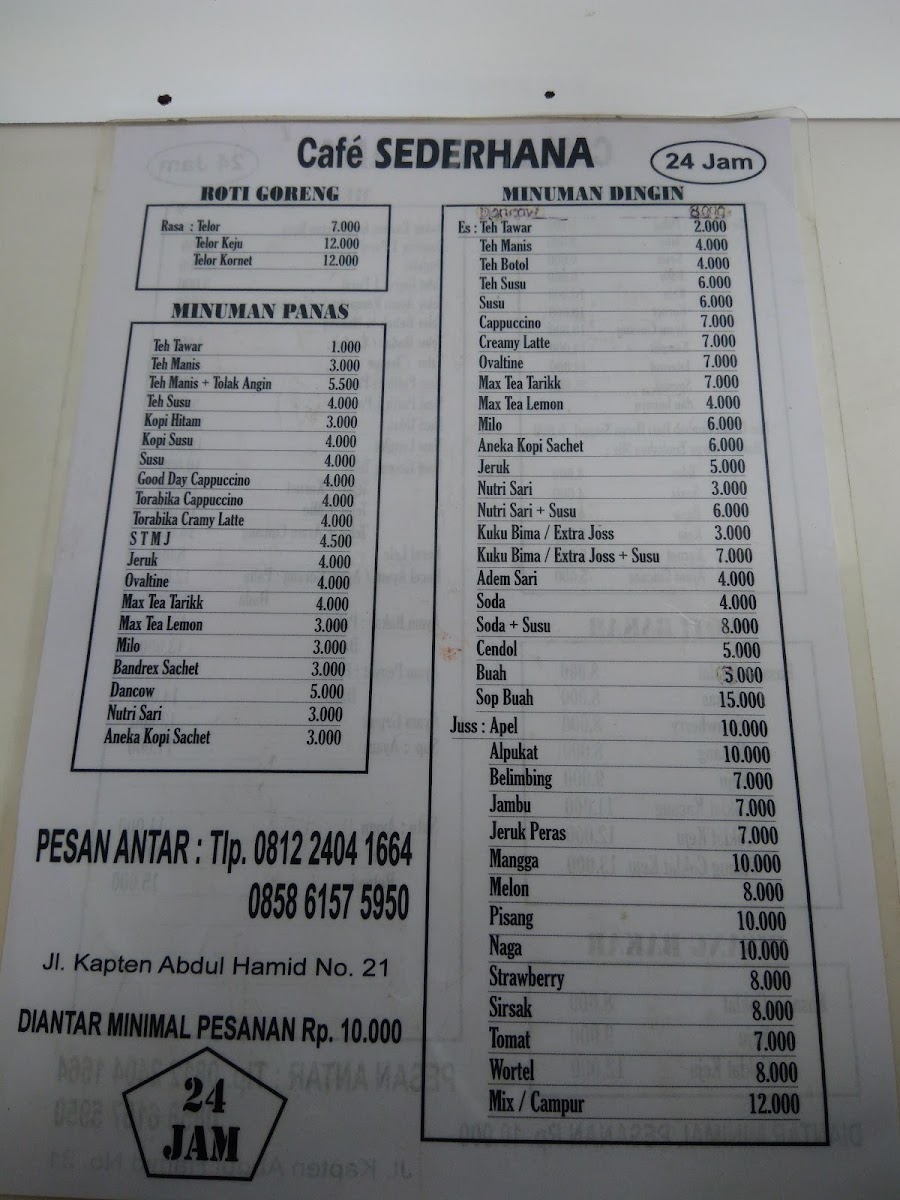 Café SEDERHANA
24 Jam
ROTI GORENG
Rasa : Telor 7.000
Telor Keju 12.000
Telor Kornet 12.000
MINUMAN PANAS
Teh Tawar 1.000
Teh Manis 3.000
Teh Manis + Tolak Angin 5.500
Teh Susu 4.000
Kopi Hitam 3.000
Kopi Susu 4.000
Susu 4.000
Good Day Cappuccino 4.000
Torabika Cappuccino 4.000
Torabika Cramy Latte 4.000
S T M J 4.500
Jeruk 4.000
Ovaltine 4.000
Max Tea Tarikk 4.000
Max Tea Lemon 3.000
Milo 3.000
Bandrex Sachet 3.000
Dancow 5.000
Nutri Sari 3.000
Aneka Kopi Sachet 3.000
PESAN ANTAR : Tlp. 0812 2404 1664
0858 6157 5950
Jl. Kapten Abdul Hamid No. 21
DIANTAR MINIMAL PESANAN Rp. 10.000
24
JAM
MINUMAN DINGIN
Dancow 8.000
Es : Teh Tawar 2.000
Teh Manis 4.000
Teh Botol 4.000
Teh Susu 6.000
Susu 6.000
Cappuccino 7.000
Creamy Latte 7.000
Ovaltine 7.000
Max Tea Tarikk 7.000
Max Tea Lemon 4.000
Milo 6.000
Aneka Kopi Sachet 6.000
Jeruk 5.000
Nutri Sari 3.000
Nutri Sari + Susu 6.000
Kuku Bima / Extra Joss 3.000
Kuku Bima / Extra Joss + Susu 7.000
Adem Sari 4.000
Soda 4.000
Soda + Susu 8.000
Cendol 5.000
Buah
Sop Buah 15.000
Juss : Apel 10.000
Alpukat 10.000
Belimbing 7.000
Jambu 7.000
Jeruk Peras 7.000
Mangga 10.000
Melon 8.000
Pisang 10.000
Naga 10.000
Strawberry 8.000
Sirsak 8.000
Tomat 7.000
Wortel 8.000
Mix / Campur 12.000